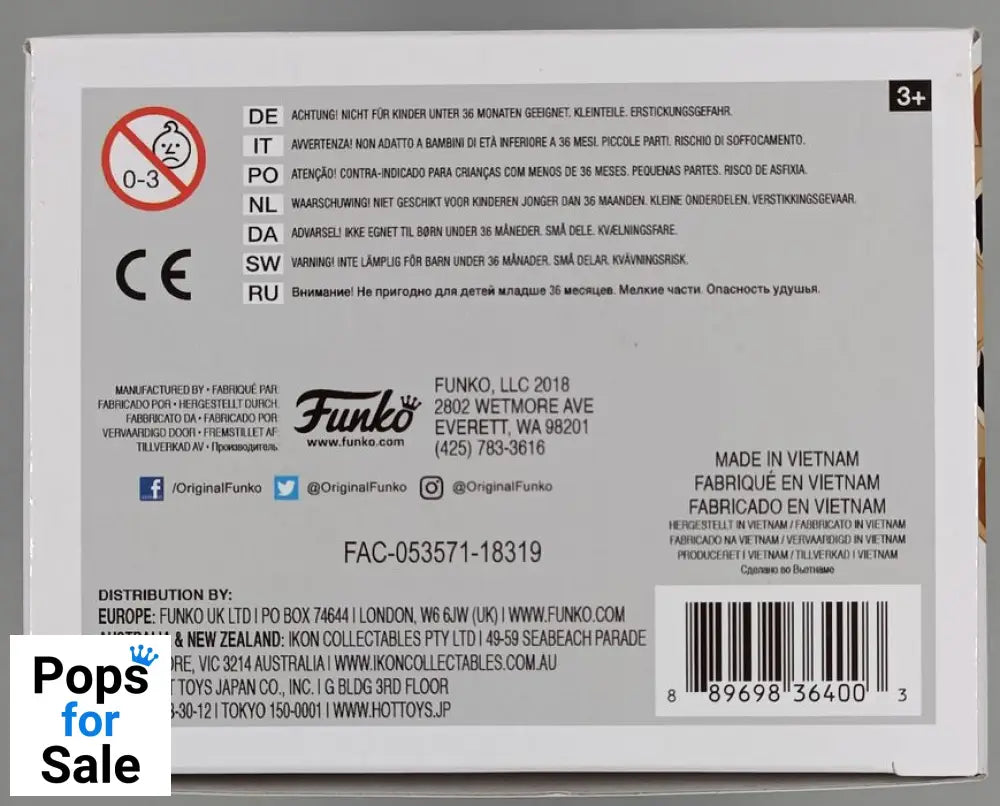 3+
0-3
DE ACHTUNG! NICHT FÜR KINDER UNTER 36 MONATEN GEEIGNET. KLEINTEILE. ERSTICKUNGSGEFAHR.
IT AVVERTENZA! NON ADATTO A BAMBINI DI ETÀ INFERIORE A 36 MESI. PICCOLE PARTI. RISCHIO DI SOFFOCAMENTO.
PO ATENÇÃO! CONTRA-INDICADO PARA CRIANÇAS COM MENOS DE 36 MESES. PEQUENAS PARTES. RISCO DE ASFIXIA.
NL WAARSCHUWING! NIET GESCHIKT VOOR KINDEREN JONGER DAN 36 MAANDEN. KLEINE ONDERDELEN. VERSTIKKINGSGEVAAR.
DA ADVARSEL! IKKE EGNET TIL BØRN UNDER 36 MÅNEDER. SMÅ DELE. KVÆLNINGSFARE.
SW VARNING! INTE LÄMPLIG FÖR BARN UNDER 36 MÅNADER. SMÅ DELAR. KVÄVNINGSRISK.
RU Внимание! Не пригодно для детей младше 36 месяцев. Мелкие части. Опасность удушья.
CE
MANUFACTURED BY • FABRIQUÉ PAR
FABRICADO POR • HERGESTELLT DURCH
FABBRICATO DA • FABRICADO POR
VERVAARDIGD DOOR • FREMSTILLET AF
TILLVERKAD AV • Производитель
Funko
www.funko.com
FUNKO, LLC 2018
2802 WETMORE AVE
EVERETT, WA 98201
(425) 783-3616
/OriginalFunko @OriginalFunko @OriginalFunko
FAC-053571-18319
MADE IN VIETNAM
FABRIQUÉ EN VIETNAM
FABRICADO EN VIETNAM
HERGESTELLT IN VIETNAM / FABBRICATO IN VIETNAM
FABRICADO NA VIETNAM / VERVAARDIGD IN VIETNAM
PRODUCERET I VIETNAM / TILLVERKAD I VIETNAM
Сделано во Вьетнаме
DISTRIBUTION BY:
EUROPE: FUNKO UK LTD | PO BOX 74644 | LONDON, W6 6JW (UK) | WWW.FUNKO.COM
& NEW ZEALAND: IKON COLLECTABLES PTY LTD | 49-59 SEABEACH PARADE
ORE, VIC 3214 AUSTRALIA | WWW.IKONCOLLECTABLES.COM.AU
T TOYS JAPAN CO., INC. | G BLDG 3RD FLOOR
3-30-12 | TOKYO 150-0001 | WWW.HOTTOYS.JP
8 89698 36400 3
Pops
for
Sale